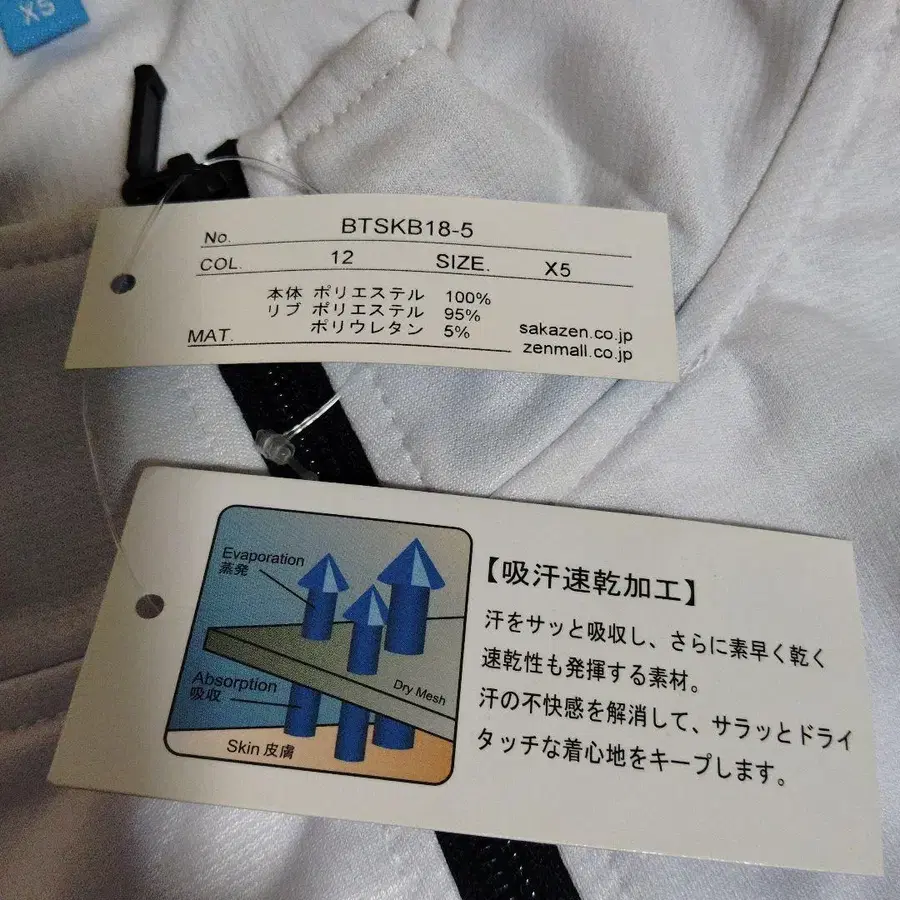 X5
No. BTSKB18-5
COL. 12 SIZE. X5
本体 ポリエステル 100%
リブ ポリエステル 95%
ポリウレタン 5%
MAT.
sakazen.co.jp
zenmall.co.jp
Evaporation
蒸発
Absorption
吸収
Dry Mesh
Skin 皮膚
【吸汗速乾加工】
汗をサッと吸収し、さらに素早く乾く
速乾性も発揮する素材。
汗の不快感を解消して、サラッとドライ
タッチな着心地をキープします。